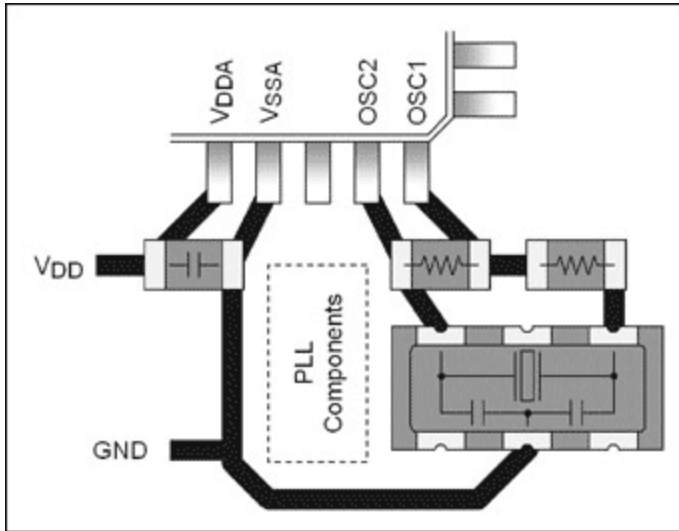 VDDA
VSSA
OSC2
OSC1
VDD
PLL
Components
GND